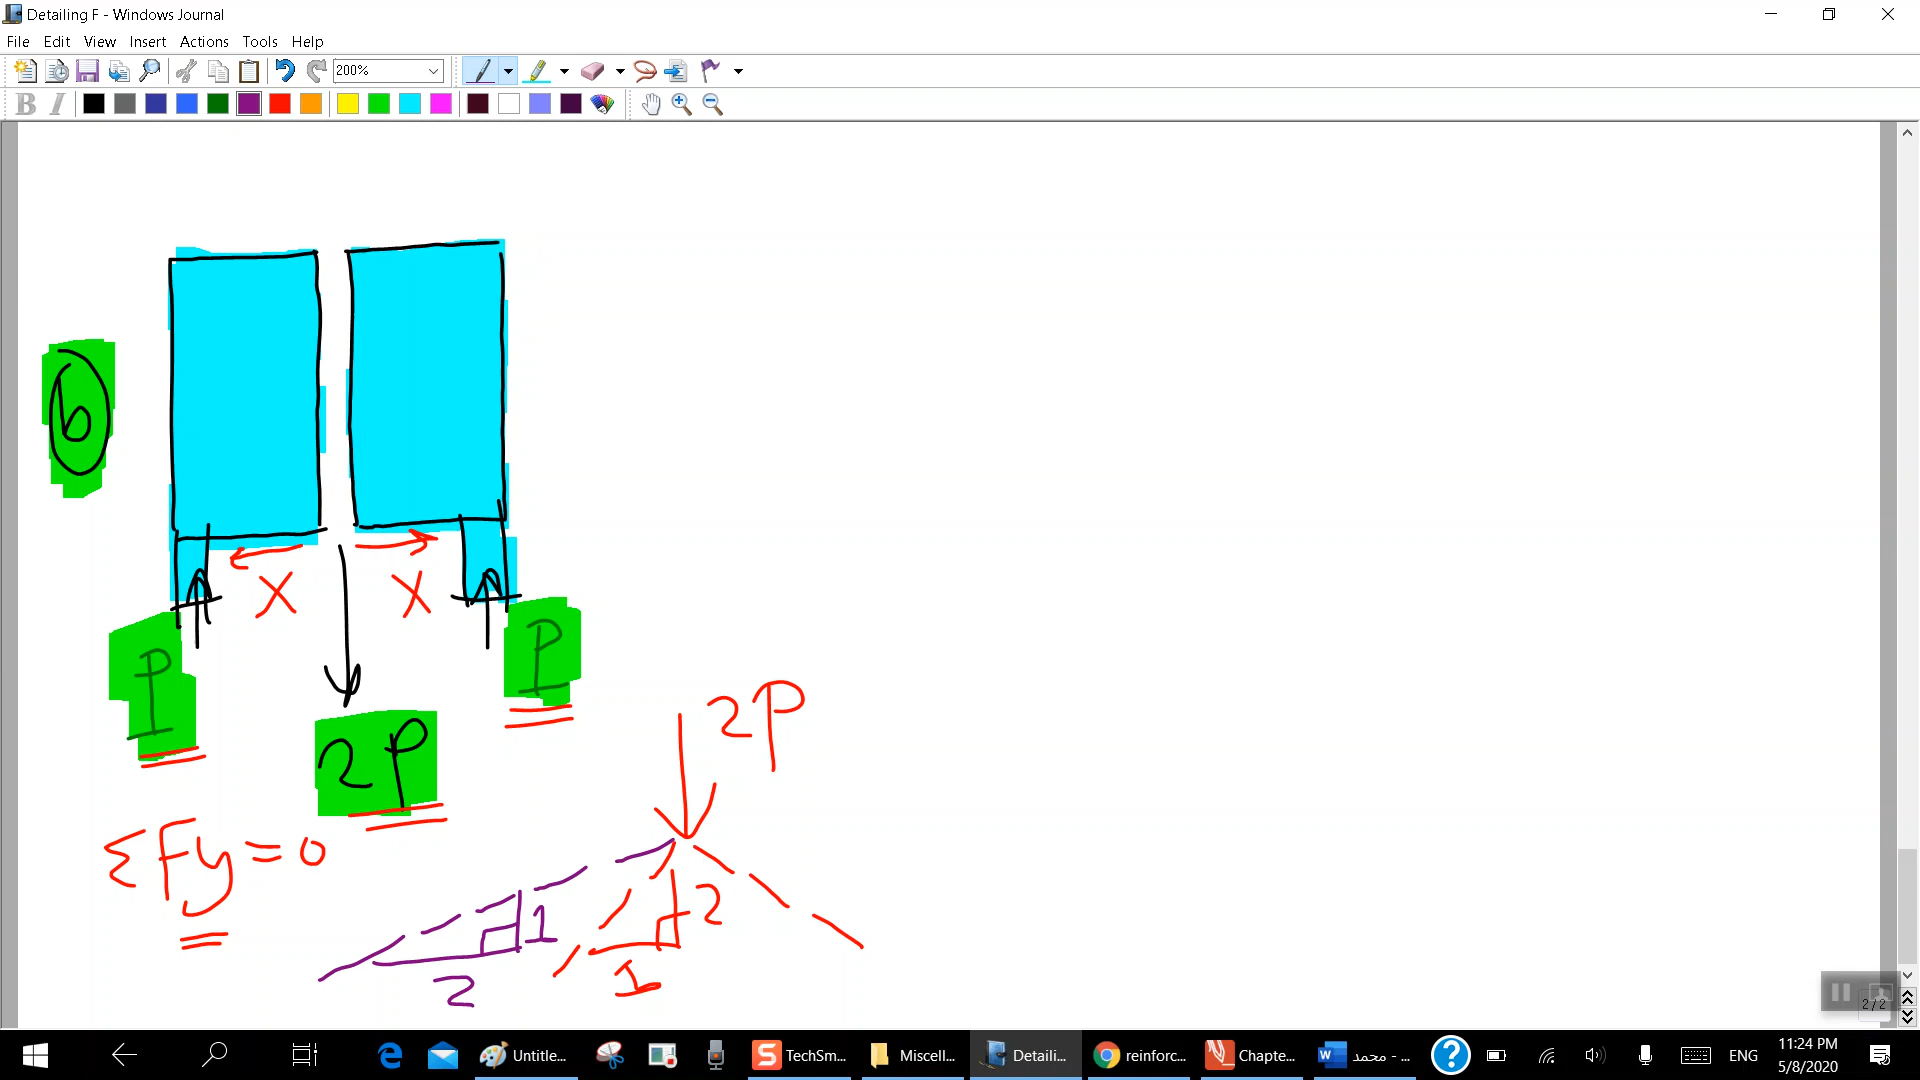 Detailing F - Windows Journal
File Edit View Insert Actions Tools Help
200%
B I
b
X X
P
P
2P
2P
ΣFy=0
1
2
2
1
2/2
Untitle... TechSm... Miscell... Detaili... reinforc... Chapte... محمد - ... ENG
11:24 PM
5/8/2020